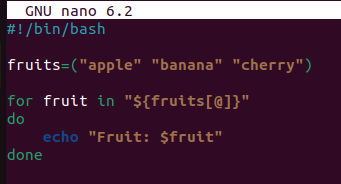 GNU nano 6.2
#!/bin/bash
fruits=("apple" "banana" "cherry")
for fruit in "${fruits[@]}"
do
    echo "Fruit: $fruit"
done